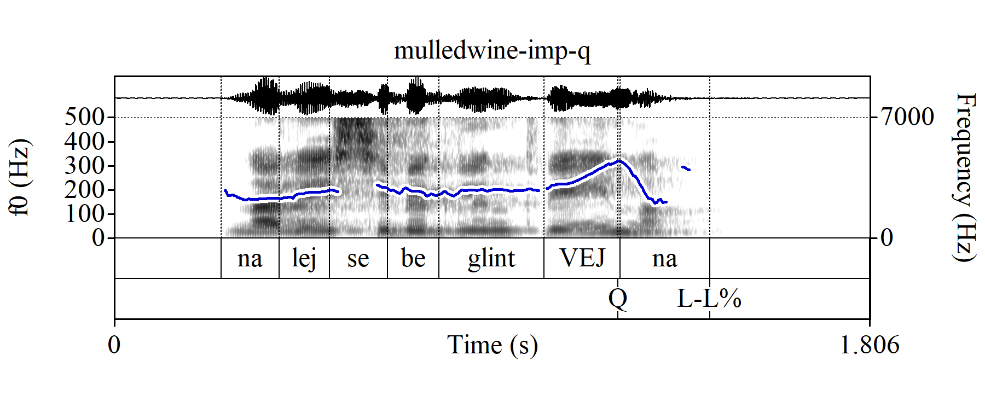 mulledwine-imp-q
500 7000
400
300
200
100
0 0
f0 (Hz)
Frequency (Hz)
na lej se be glint VEJ na
Q L-L%
0 Time (s) 1.806